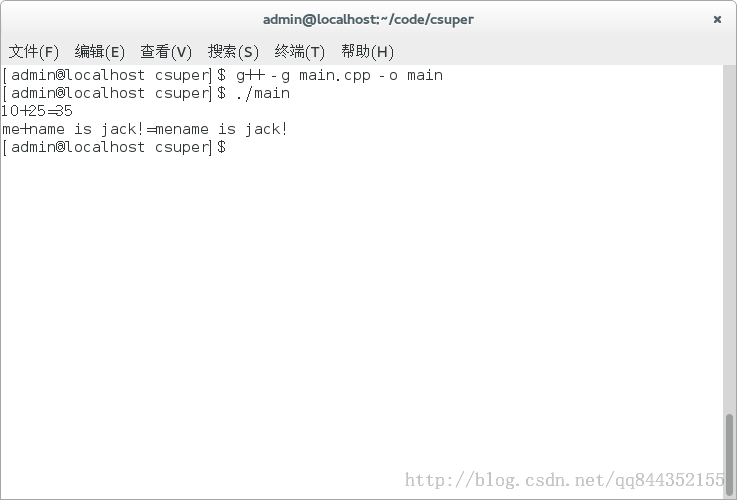 admin@localhost:~/code/csuper
文件(F) 编辑(E) 查看(V) 搜索(S) 终端(T) 帮助(H)
[admin@localhost csuper]$ g++ -g main.cpp -o main
[admin@localhost csuper]$ ./main
10+25=35
me+name is jack!=mename is jack!
[admin@localhost csuper]$
http://blog.csdn.net/qq844352155